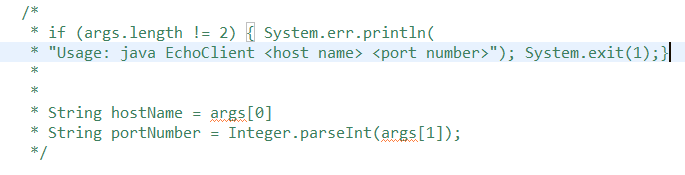 /*
* if (args.length != 2) { System.err.println(
* "Usage: java EchoClient <host name> <port number>"); System.exit(1);}
*
*
* String hostName = args[0]
* String portNumber = Integer.parseInt(args[1]);
*/